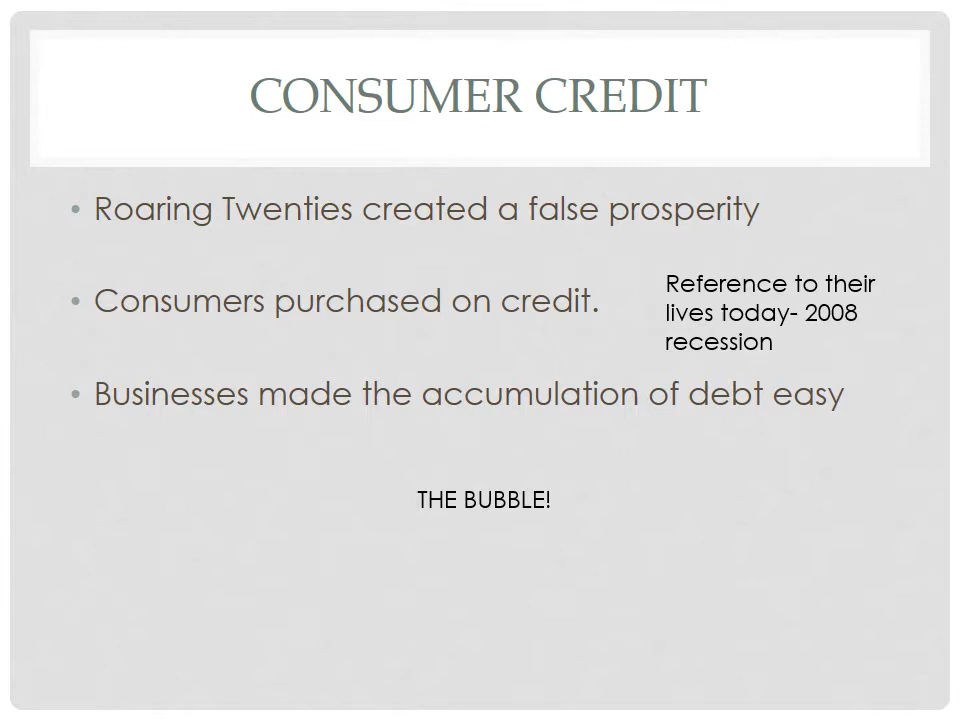 CONSUMER CREDIT
• Roaring Twenties created a false prosperity
• Consumers purchased on credit.
Reference to their
lives today- 2008
recession
• Businesses made the accumulation of debt easy
THE BUBBLE!